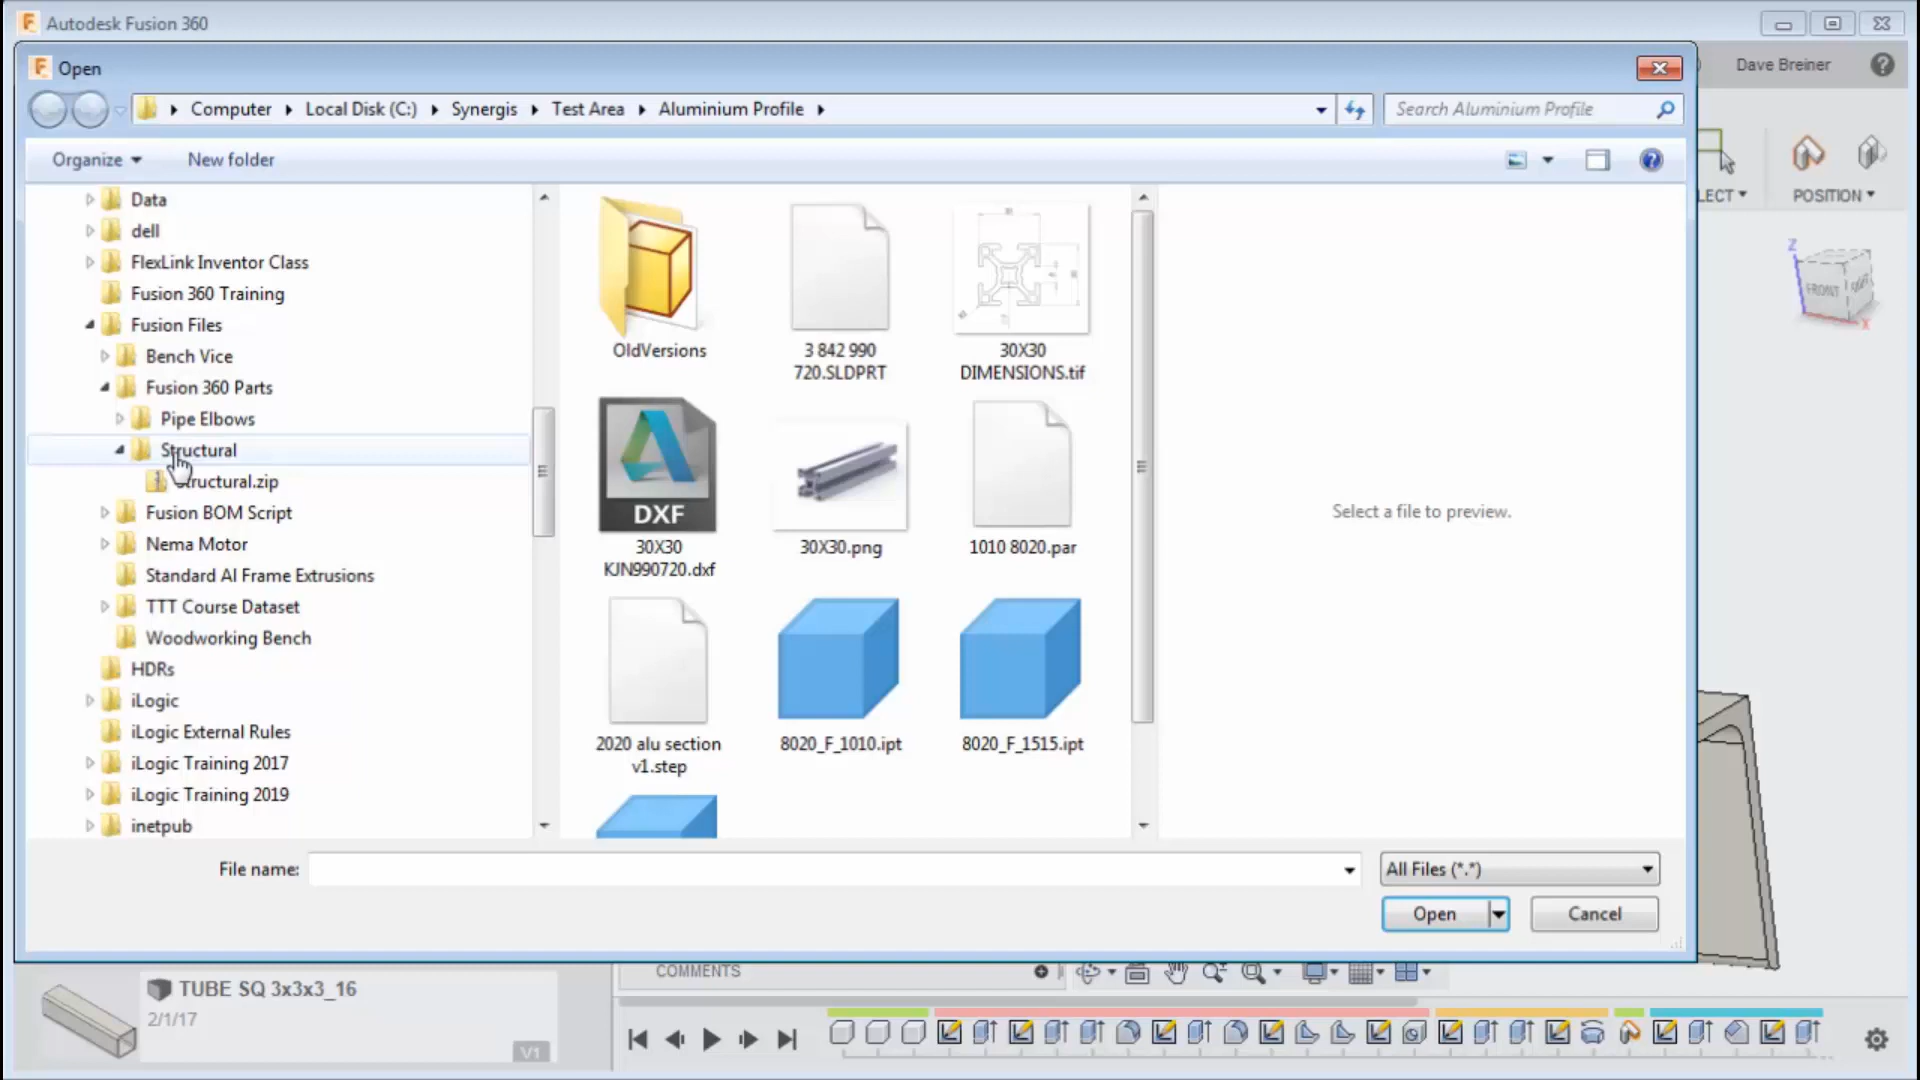 Autodesk Fusion 360
Open
Dave Breiner
Computer
Local Disk (C:)
Synergis
Test Area
Aluminium Profile
Search Aluminium Profile
Organize
New folder
LECT
POSITION
Data
dell
FlexLink Inventor Class
Fusion 360 Training
Fusion Files
Bench Vice
Fusion 360 Parts
Pipe Elbows
Structural
Structural.zip
Fusion BOM Script
Nema Motor
Standard Al Frame Extrusions
TTT Course Dataset
Woodworking Bench
HDRs
iLogic
iLogic External Rules
iLogic Training 2017
iLogic Training 2019
inetpub
OldVersions
3 842 990
720.SLDPRT
30X30
DIMENSIONS.tif
DXF
30X30
KJN990720.dxf
30X30.png
1010 8020.par
2020 alu section
v1.step
8020_F_1010.ipt
8020_F_1515.ipt
Select a file to preview.
Z
FRONT
X
File name:
All Files (*.*)
Open
Cancel
COMMENTS
TUBE SQ 3x3x3_16
2/1/17
V1